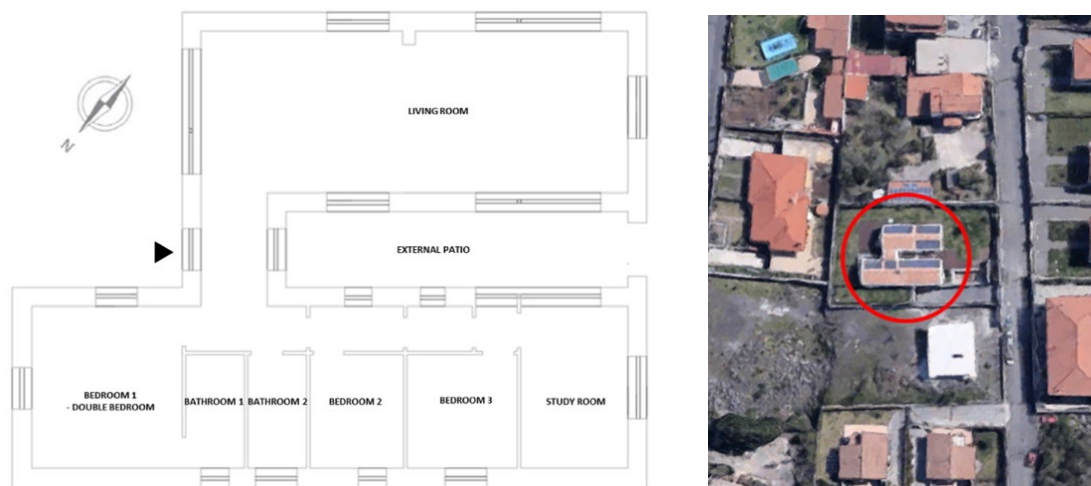 LIVING ROOM
N
EXTERNAL PATIO
BEDROOM 1
- DOUBLE BEDROOM
BATHROOM 1
BATHROOM 2
BEDROOM 2
BEDROOM 3
STUDY ROOM